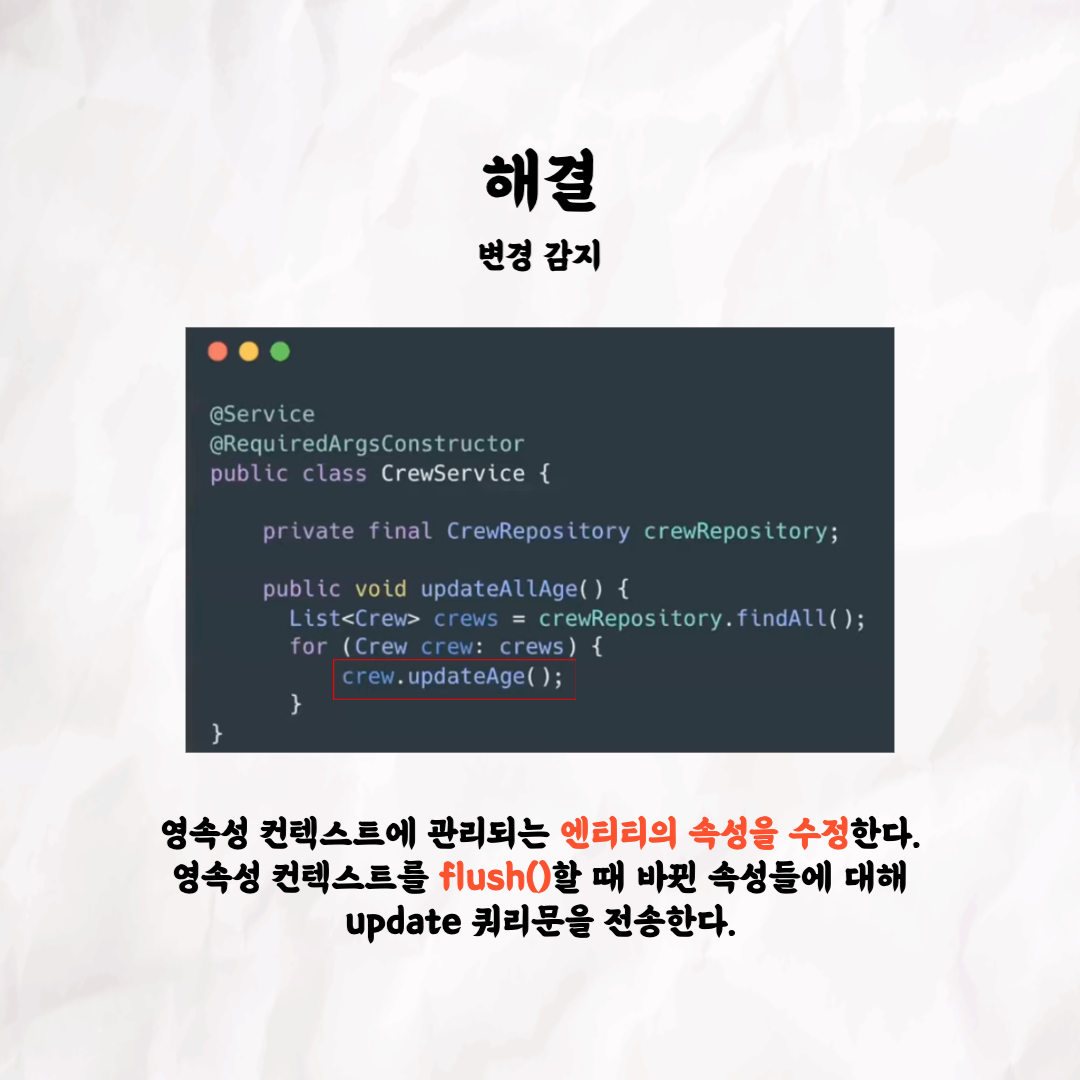 해결
변경 감지
@Service
@RequiredArgsConstructor
public class CrewService {
private final CrewRepository crewRepository;
public void updateAllAge() {
List<Crew> crews = crewRepository.findAll();
for (Crew crew: crews) {
crew.updateAge();
}
}
영속성 컨텍스트에 관리되는 엔티티의 속성을 수정한다.
영속성 컨텍스트를 flush()할 때 바뀐 속성들에 대해
update 쿼리문을 전송한다.